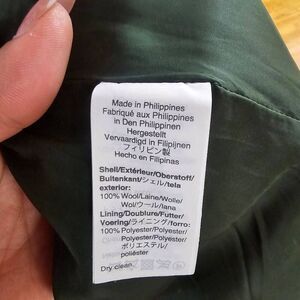 Made in Philippines
Fabriqué aux Philippines
in Den Philippinen
Hergestellt
Vervaardigd in Filipijnen
フィリピン製
Hecho en Filipinas
Shell/Extérieur/Oberstoff/
Buitenkant/シェル/tela
exterior:
100% Wool/Laine/Wolle/
Wol/ウール/lana
Lining/Doublure/Futter/
Voering/ライニング/forro:
100% Polyester/Polyester/
Polyester/Polyester/
ポリエステル/
poliéster
Dry clean